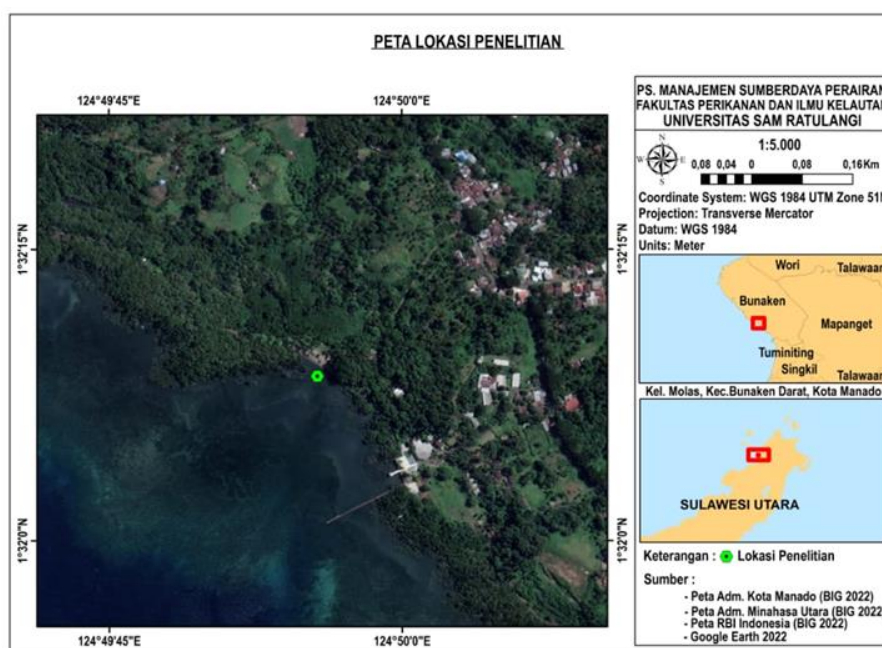 PETA LOKASI PENELITIAN
124°49'45"E 124°50'0"E
1°32'15"N 1°32'15"N
1°32'0"N 1°32'0"N
124°49'45"E 124°50'0"E
PS. MANAJEMEN SUMBERDAYA PERAIRAN
FAKULTAS PERIKANAN DAN ILMU KELAUTAN
UNIVERSITAS SAM RATULANGI
N
W E
S
1:5.000
0,08 0,04 0 0,08 0,16 Km
Coordinate System: WGS 1984 UTM Zone
Projection: Transverse Mercator
Datum: WGS 1984
Units: Meter
Wori Talawaan
Bunaken
Mapanget
Tuminiting
Singkil
Talawaan
Kel. Molas, Kec.Bunaken Darat, Kota Manado
SULAWESI UTARA
Keterangan : Lokasi Penelitian
Sumber :
- Peta Adm. Kota Manado (BIG 2022)
- Peta Adm. Minahasa Utara (BIG 2022
- Peta RBI Indonesia (BIG 2022)
- Google Earth 2022